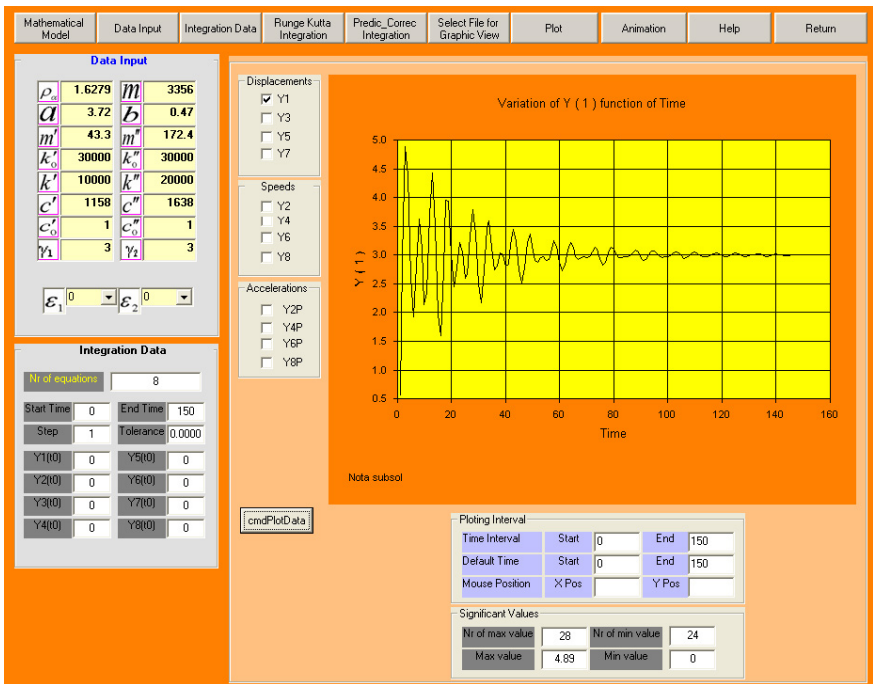 Mathematical Model
Data Input
Integration Data
Runge Kutta Integration
Predic_Correc Integration
Select File for Graphic View
Plot
Animation
Help
Return
Data Input
ρα 1.6279 m 3356
a 3.72 b 0.47
m' 43.3 m" 172.4
k'o 30000 k"o 30000
k' 10000 k" 20000
c' 1158 c" 1638
c'o 1 c"o 1
γ1 3 γ2 3
ε1 0 ε2 0
Integration Data
Nr of equations 8
Start Time 0 End Time 150
Step 1 Tolerance 0.0000
Y1(t0) 0 Y5(t0) 0
Y2(t0) 0 Y6(t0) 0
Y3(t0) 0 Y7(t0) 0
Y4(t0) 0 Y8(t0) 0
Displacements
Y1
Y3
Y5
Y7
Speeds
Y2
Y4
Y6
Y8
Accelerations
Y2P
Y4P
Y6P
Y8P
Variation of Y ( 1 ) function of Time
Y ( 1 )
5.0
4.5
4.0
3.5
3.0
2.5
2.0
1.5
1.0
0.5
0 20 40 60 80 100 120 140 160
Time
Nota subsol
cmdPlotData
Ploting Interval
Time Interval Start 0 End 150
Default Time Start 0 End 150
Mouse Position X Pos Y Pos
Significant Values
Nr of max value 28 Nr of min value 24
Max value 4.89 Min value 0